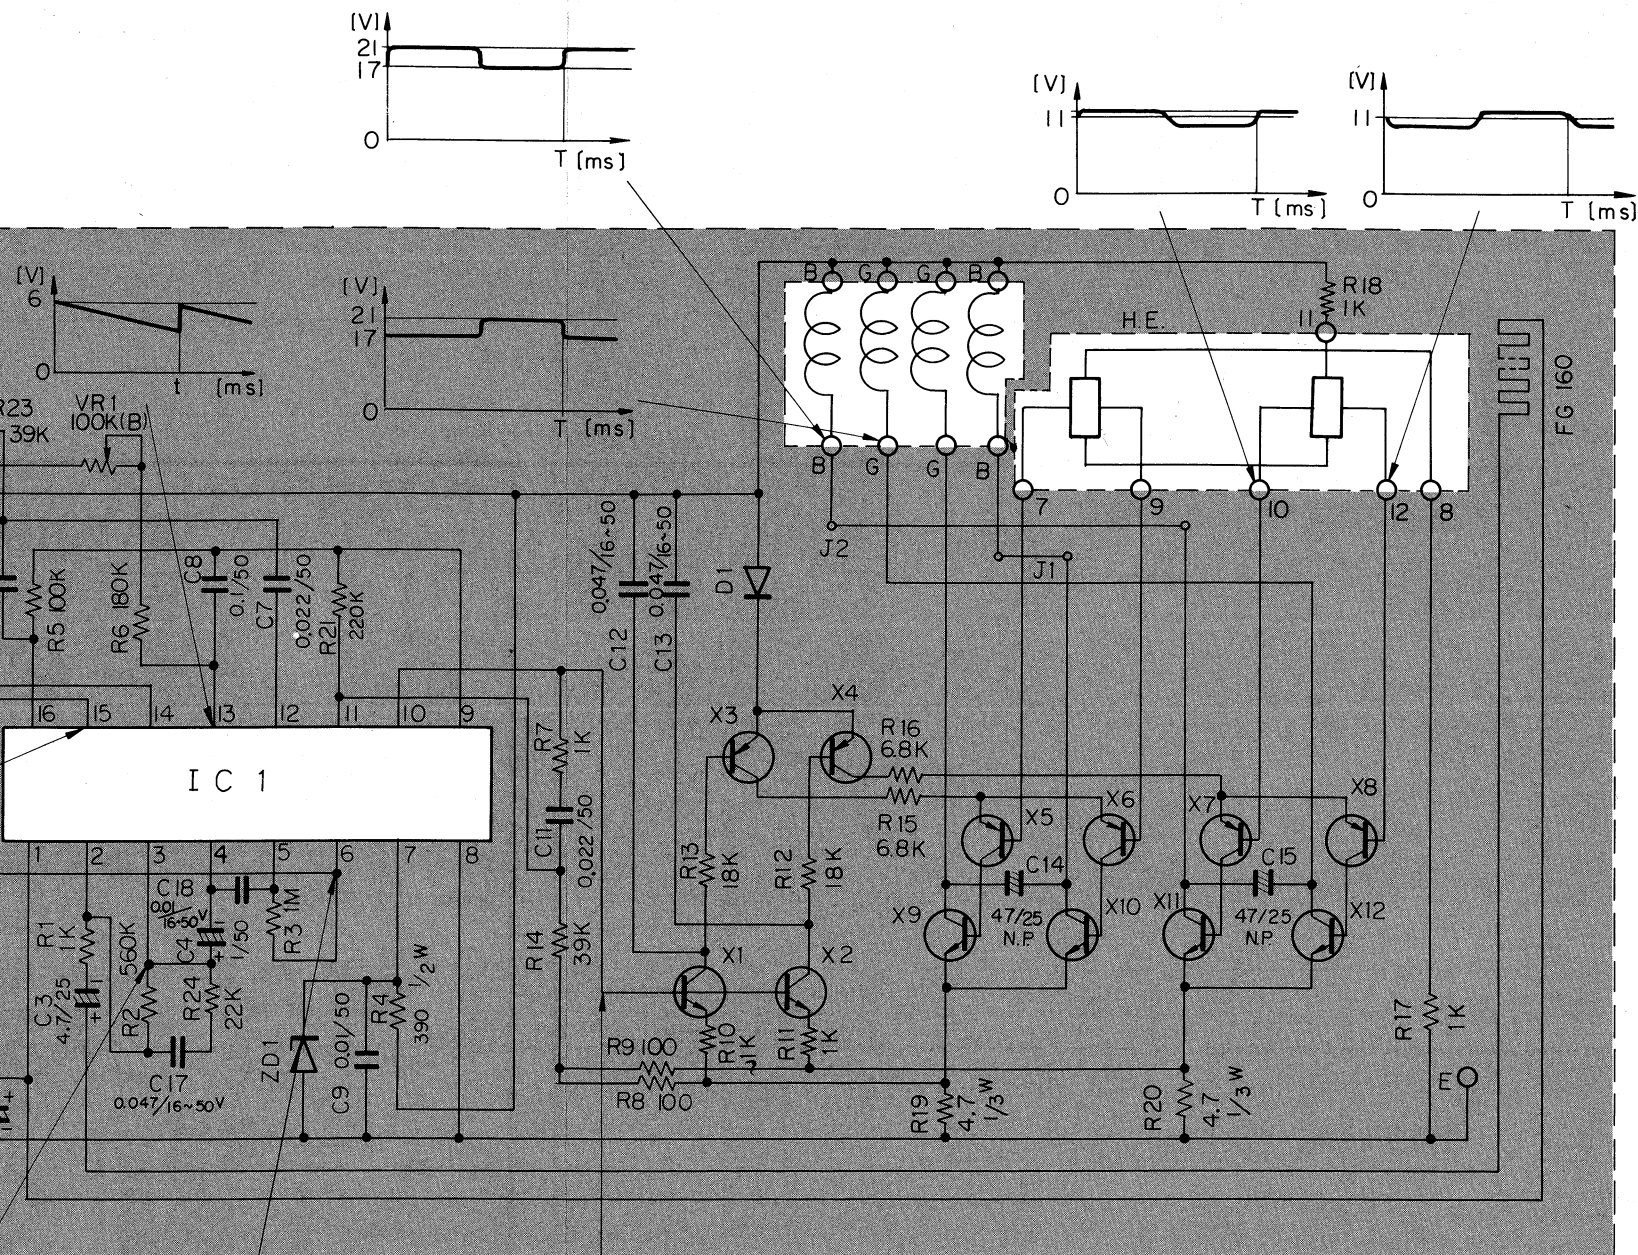 [V]
21
17
0
T [ms]
[V]
11
0
T [ms]
[V]
11
0
T [ms]
[V]
6
0
t [ms]
[V]
21
17
0
T [ms]
B G G B
R18
1K
H.E.
11
FG 160
R23
39K
VR1
100K(B)
B G G B
7 9 10 12 8
J2
J1
R5 100K
R6 180K
C8
0.1/50
C7
0.022/50
R21
220K
0.047/16~50
C12
0.047/16~50
C13
D1
16 15 14 13 12 11 10 9
IC1
1 2 3 4 5 6 7 8
R7
1K
C11
0.022/50
X3
X4
R16
6.8K
R15
6.8K
X5
X6
X7
X8
R13
18K
R12
18K
C14
47/25
N.P.
C15
47/25
N.P.
X9
X10
X11
X12
R1
1K
C3
4.7/25
+
560K
R2
C18
0.01/16~50V
C4
+
1/50
R3 1M
R24
22K
C17
0.047/16~50V
ZD1
0.01/50
C9
R4
390
1/2W
R14
39K
X1
X2
R10
1K
R11
1K
R9 100
R8 100
R19
4.7
1/3W
R20
4.7
1/3W
R17
1K
E
+